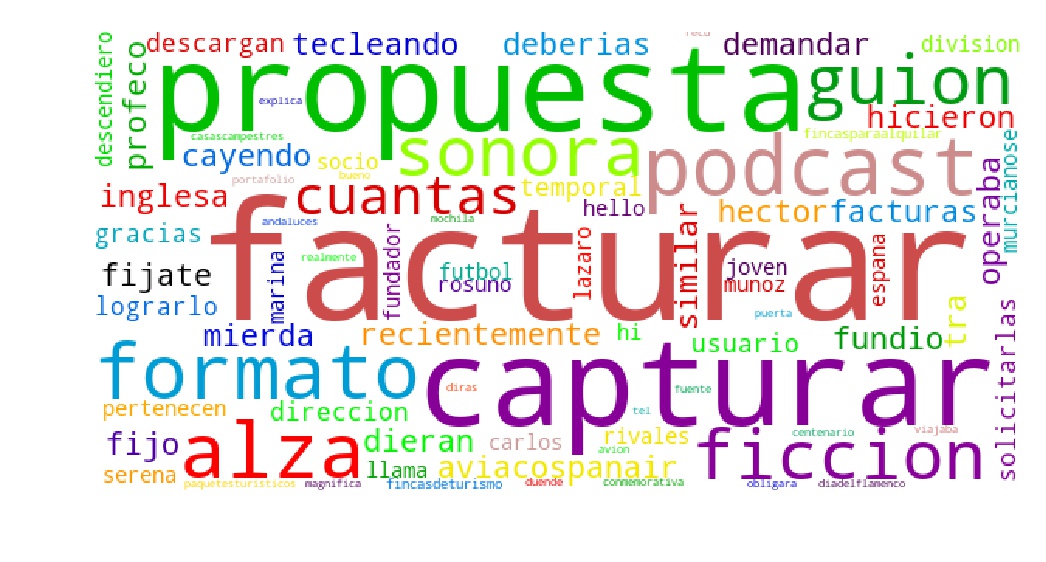 descargan
tecleando
deberias
reta
demandar
division
descendiero
profeco
propuesta
guion
explica
hicieron
casascampestres
fincasparaalquilar
cayendo
socio
sonora
podcast
murcianose
operaba
portafolio
bueno
temporal
inglesa
cuantas
hello
hector
facturas
andaluces
mochila
gracias
facturar
realmente
fundador
lazaro
similar
espana
fijate
marina
futbol
rosuno
joven
munoz
lograrlo
puerta
tra
solicitarlas
mierda
recientemente
hi
usuario
fundio
formato
capturar
diras
fuente
pertenecen
direccion
tel
fijo
alza
dieran
carlos
rivales
avion
centenario
viajaba
ficcion
serena
llama
aviacospanair
paquetesturisticos
magnifica
fincasdeturismo
duende
conmemorativa
obligara
diadelflamenco